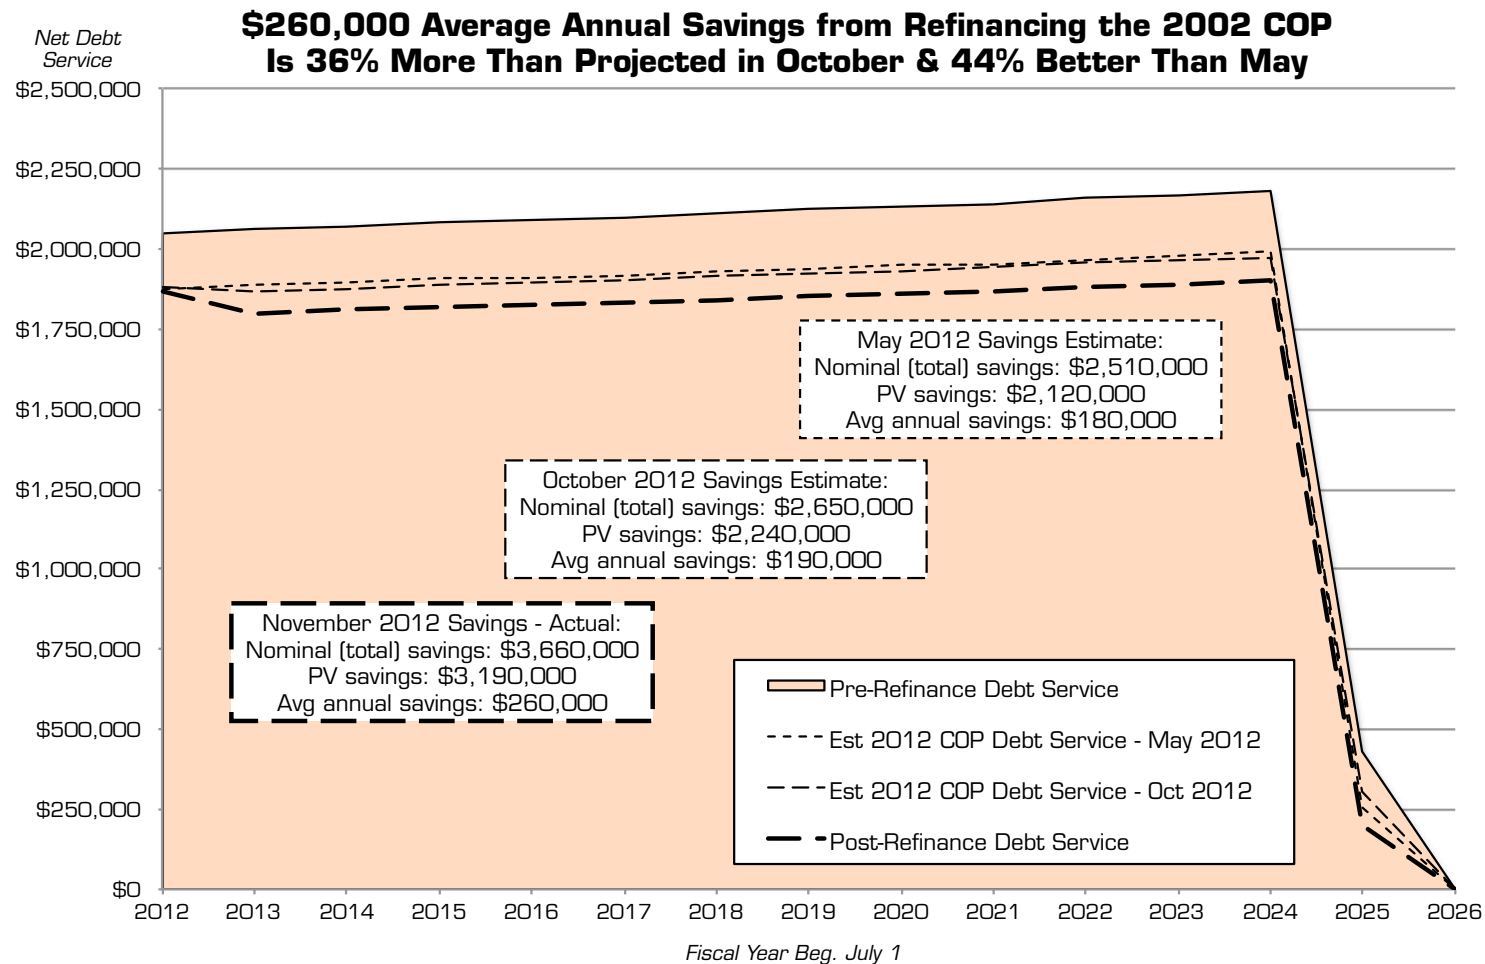 $260,000 Average Annual Savings from Refinancing the 2002 COP
Is 36% More Than Projected in October & 44% Better Than May
Net Debt
Service
$2,500,000
$2,250,000
$2,000,000
$1,750,000
$1,500,000
$1,250,000
$1,000,000
$750,000
$500,000
$250,000
$0
May 2012 Savings Estimate:
Nominal (total) savings: $2,510,000
PV savings: $2,120,000
Avg annual savings: $180,000
October 2012 Savings Estimate:
Nominal (total) savings: $2,650,000
PV savings: $2,240,000
Avg annual savings: $190,000
November 2012 Savings - Actual:
Nominal (total) savings: $3,660,000
PV savings: $3,190,000
Avg annual savings: $260,000
Pre-Refinance Debt Service
Est 2012 COP Debt Service - May 2012
Est 2012 COP Debt Service - Oct 2012
Post-Refinance Debt Service
2012 2013 2014 2015 2016 2017 2018 2019 2020 2021 2022 2023 2024 2025 2026
Fiscal Year Beg. July 1